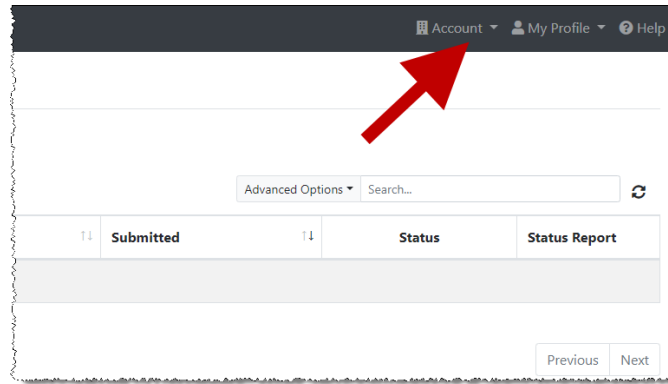 Account My Profile Help
Advanced Options Search...
Submitted Status Status Report
Previous Next